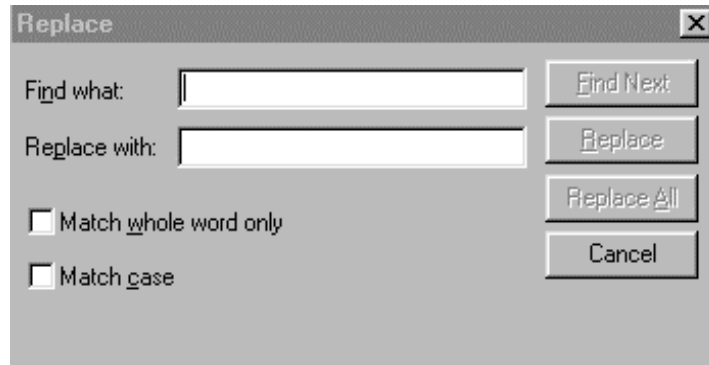 Replace
Find what:
Find Next
Replace with:
Replace
Replace All
Match whole word only
Cancel
Match case